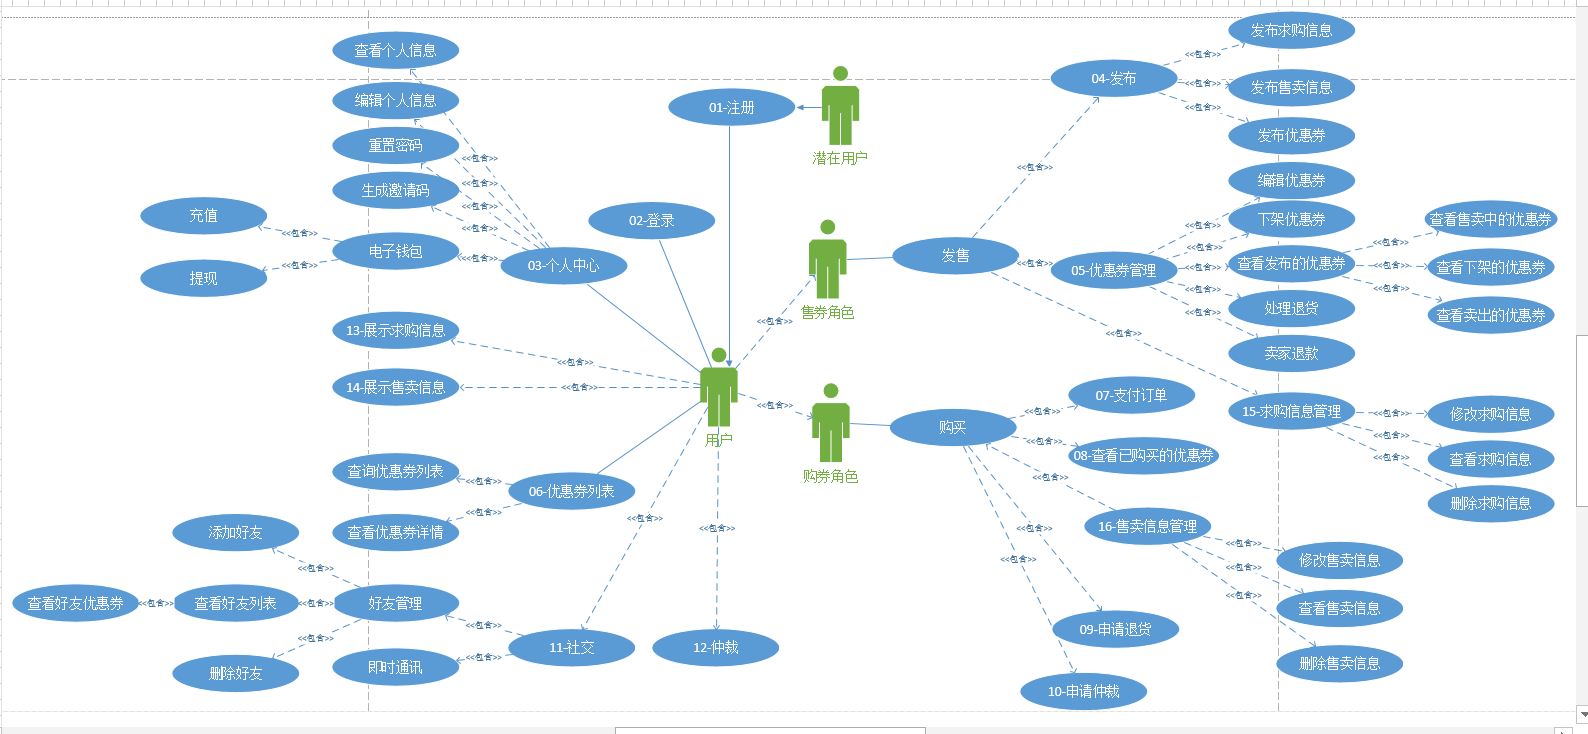 查看个人信息
编辑个人信息
重置密码
生成邀请码
充值
电子钱包
提现
03-个人中心
<<包含>>
<<包含>>
<<包含>>
<<包含>>
<<包含>>
<<包含>>
<<包含>>
01-注册
潜在用户
02-登录
13-展示求购信息
<<包含>>
14-展示售卖信息
<<包含>>
用户
<<包含>>
售券角色
<<包含>>
购券角色
查询优惠券列表
<<包含>>
06-优惠券列表
<<包含>>
查看优惠券详情
添加好友
<<包含>>
查看好友优惠券
<<包含>>
查看好友列表
<<包含>>
好友管理
<<包含>>
删除好友
<<包含>>
11-社交
<<包含>>
即时通讯
<<包含>>
<<包含>>
12-仲裁
发售
<<包含>>
04-发布
<<包含>>
发布求购信息
<<包含>>
发布售卖信息
<<包含>>
发布优惠券
<<包含>>
05-优惠券管理
<<包含>>
编辑优惠券
<<包含>>
下架优惠券
<<包含>>
查看发布的优惠券
<<包含>>
处理退货
<<包含>>
卖家退款
<<包含>>
查看售卖中的优惠券
<<包含>>
查看下架的优惠券
<<包含>>
查看卖出的优惠券
<<包含>>
15-求购信息管理
<<包含>>
修改求购信息
<<包含>>
查看求购信息
<<包含>>
删除求购信息
购买
<<包含>>
07-支付订单
<<包含>>
08-查看已购买的优惠券
<<包含>>
16-售卖信息管理
<<包含>>
修改售卖信息
<<包含>>
查看售卖信息
<<包含>>
删除售卖信息
<<包含>>
09-申请退货
<<包含>>
10-申请仲裁